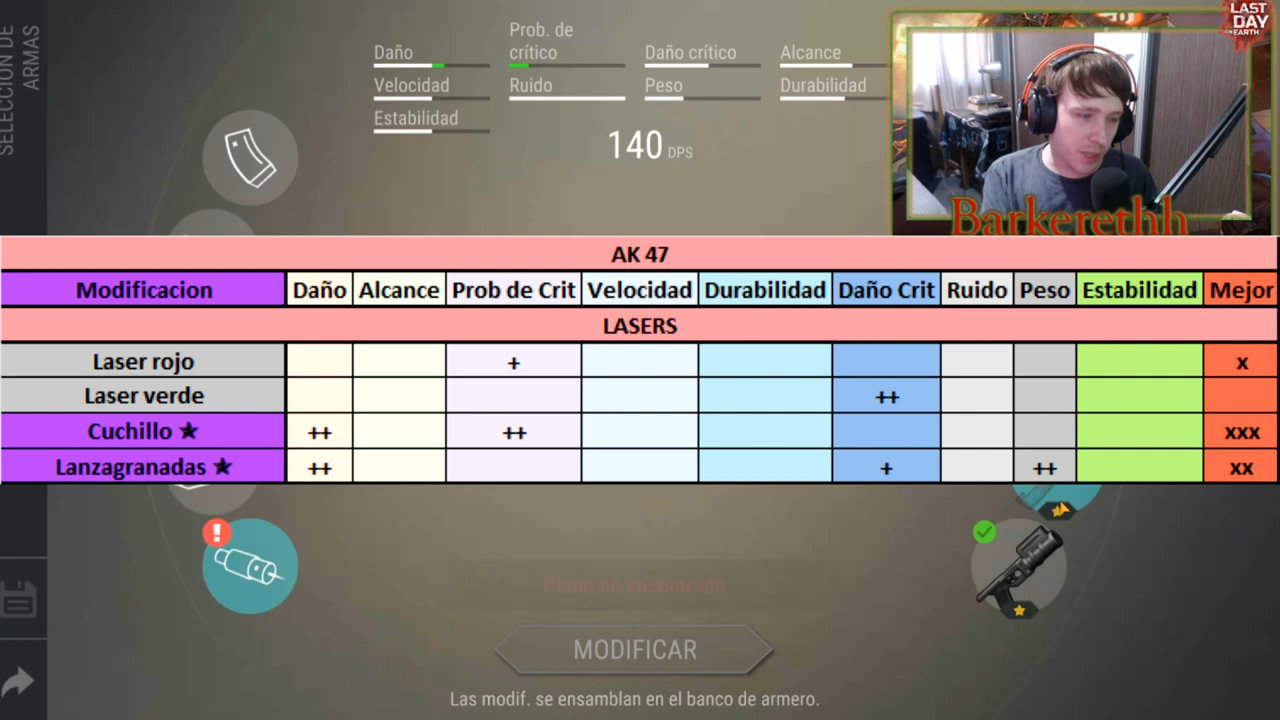 SELECCIÓN DE
ARMAS
Daño
Prob. de
crítico
Daño crítico
Alcance
Velocidad
Ruido
Peso
Durabilidad
Estabilidad
140 DPS
LAST
DAY
ON EARTH
Barkerethh
AK 47
Modificacion Daño Alcance Prob de Crit Velocidad Durabilidad Daño Crit Ruido Peso Estabilidad Mejor
LASERS
Laser rojo + x
Laser verde ++
Cuchillo ★ ++ ++ xxx
Lanzagranadas ★ ++ + ++ xx
!
Plano no encontrado
MODIFICAR
Las modif. se ensamblan en el banco de armero.